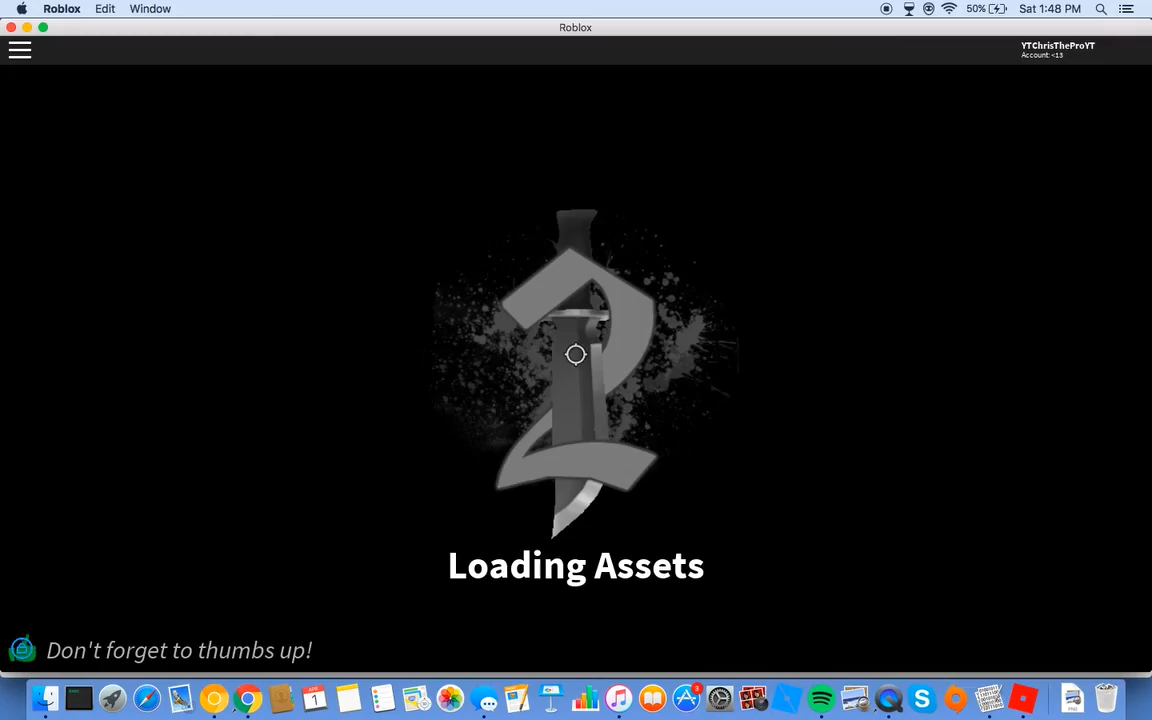 Roblox Edit Window 50% Sat 1:48 PM
Roblox
YTChrisTheProYT
Account: <13
2
Loading Assets
Don't forget to thumbs up!